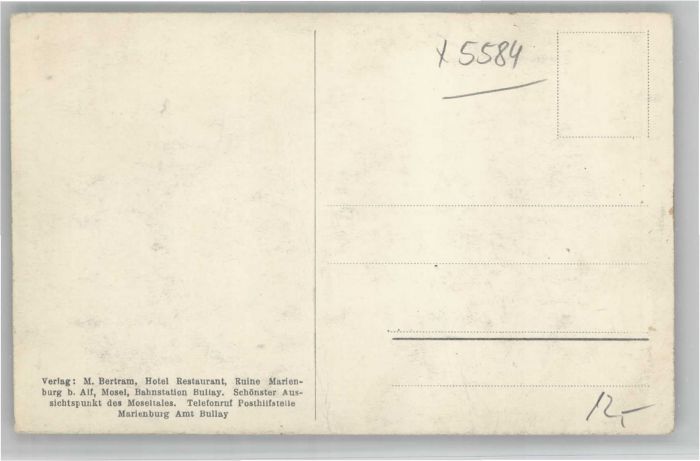 x 5584
Verlag: M. Bertram, Hotel Restaurant, Ruine Marien-
burg b. Alf, Mosel, Bahnstation Bullay. Schönster Aus-
sichtspunkt des Moseltales. Telefonruf Posthilfstelle
Marienburg Amt Bullay
12,-